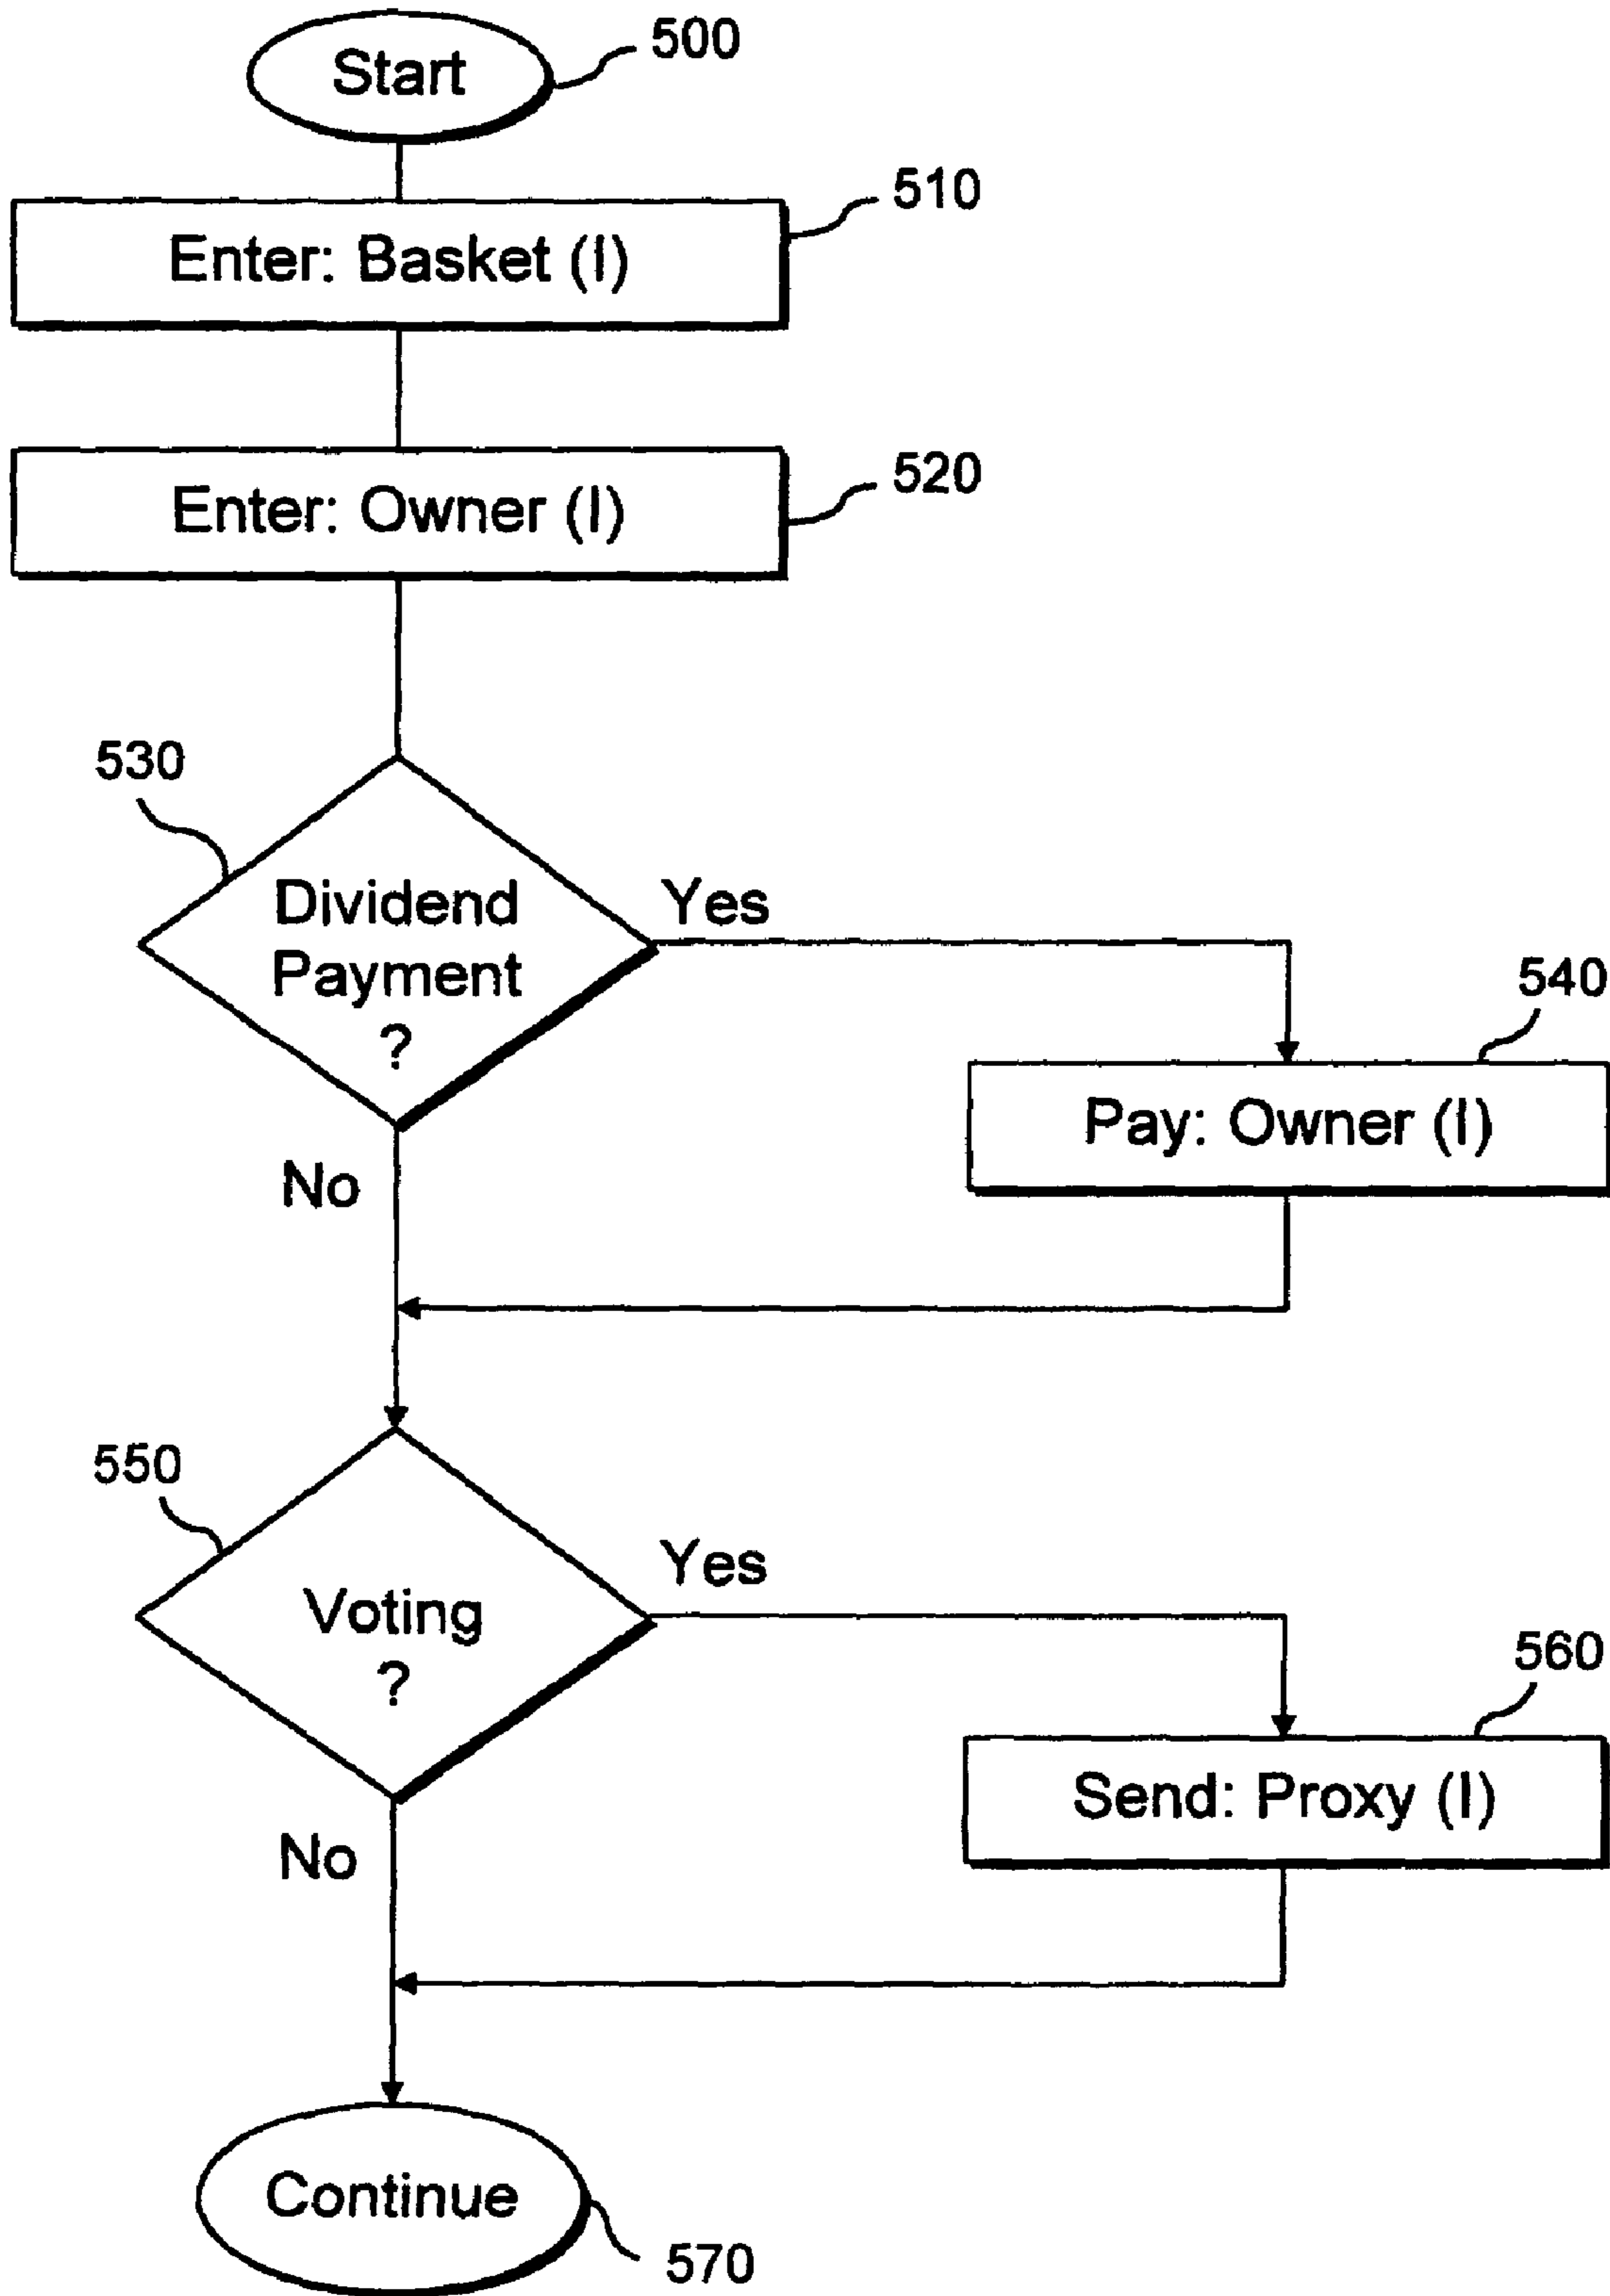 Start
500
510
Enter: Basket (I)
520
Enter: Owner (I)
530
Dividend
Payment
?
Yes
540
Pay: Owner (I)
No
550
Voting
?
Yes
560
Send: Proxy (I)
No
Continue
570